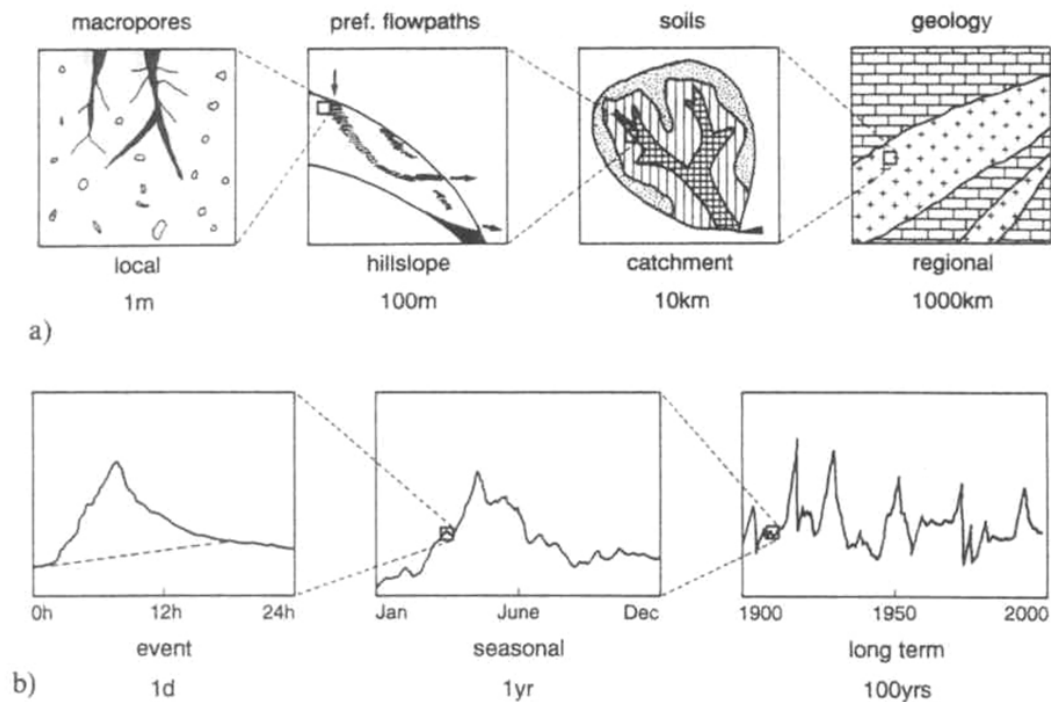 macropores pref. flowpaths soils geology
local hillslope catchment regional
1m 100m 10km 1000km
a)
0h 12h 24h Jan June Dec 1900 1950 2000
event seasonal long term
b) 1d 1yr 100yrs